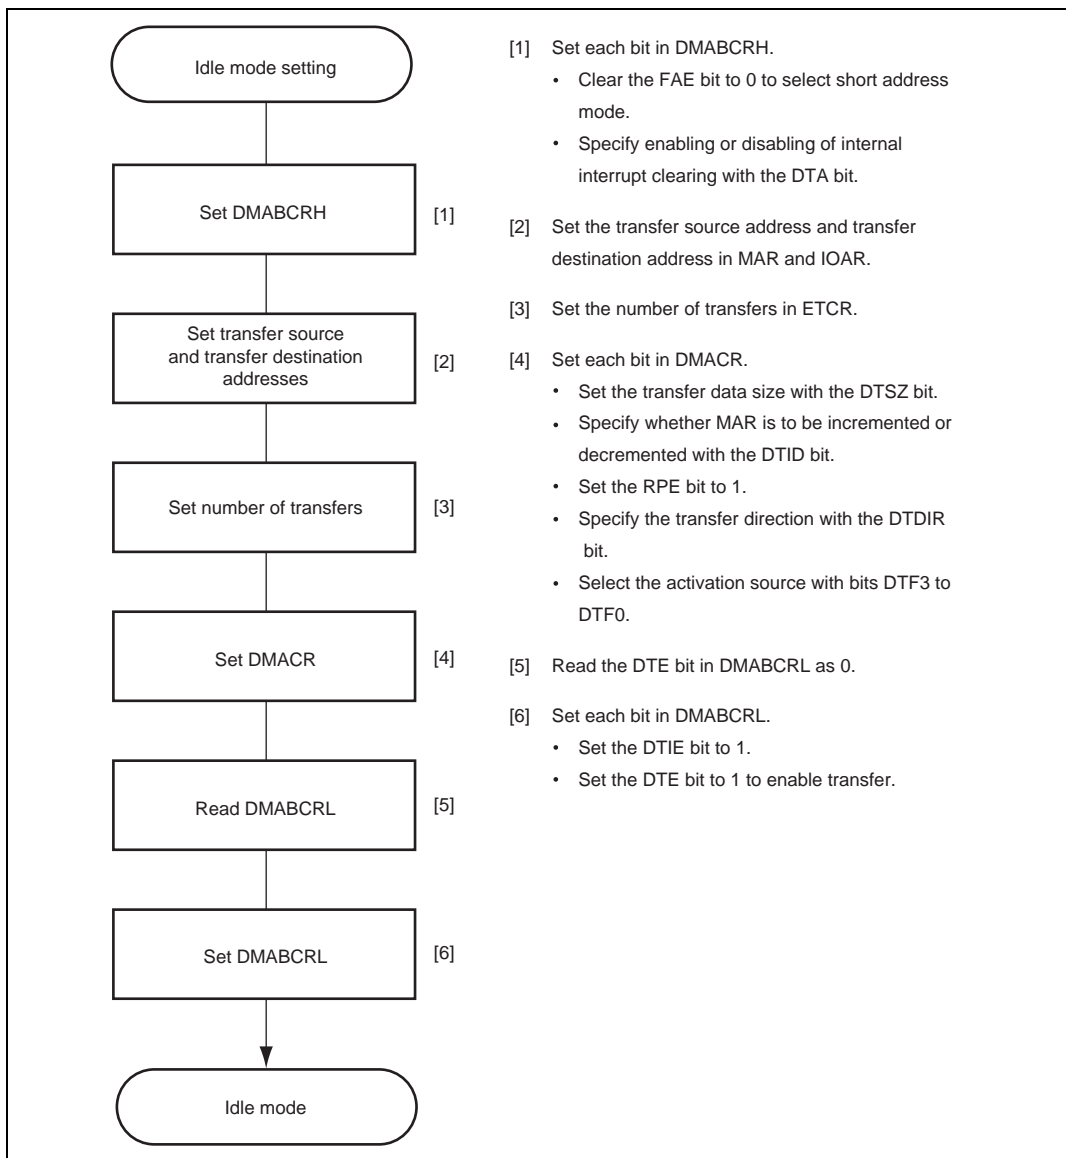 Idle mode setting
Set DMABCRH
[1]
Set transfer source
and transfer destination
addresses
[2]
Set number of transfers
[3]
Set DMACR
[4]
Read DMABCRL
[5]
Set DMABCRL
[6]
Idle mode
[1] Set each bit in DMABCRH.
• Clear the FAE bit to 0 to select short address
mode.
• Specify enabling or disabling of internal
interrupt clearing with the DTA bit.
[2] Set the transfer source address and transfer
destination address in MAR and IOAR.
[3] Set the number of transfers in ETCR.
[4] Set each bit in DMACR.
• Set the transfer data size with the DTSZ bit.
• Specify whether MAR is to be incremented or
decremented with the DTID bit.
• Set the RPE bit to 1.
• Specify the transfer direction with the DTDIR
bit.
• Select the activation source with bits DTF3 to
DTF0.
[5] Read the DTE bit in DMABCRL as 0.
[6] Set each bit in DMABCRL.
• Set the DTIE bit to 1.
• Set the DTE bit to 1 to enable transfer.